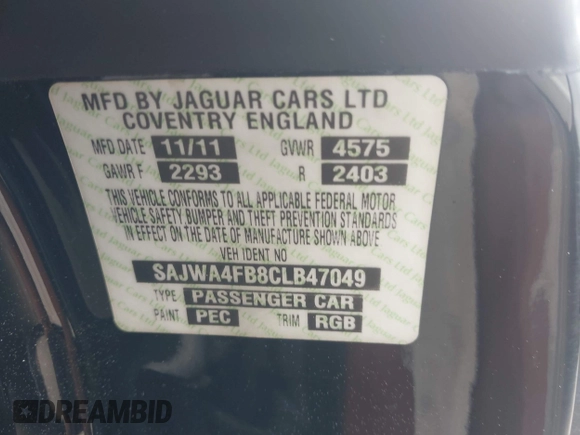 MFD BY JAGUAR CARS LTD
COVENTRY ENGLAND
MFD DATE 11/11 GVWR 4575
GAWR F 2293 R 2403
THIS VEHICLE CONFORMS TO ALL APPLICABLE FEDERAL MOTOR
VEHICLE SAFETY BUMPER AND THEFT PREVENTION STANDARDS
IN EFFECT ON THE DATE OF MANUFACTURE SHOWN ABOVE
VEH IDENT NO
SAJWA4FB8CLB47049
TYPE PASSENGER CAR
PAINT PEC TRIM RGB
DREAMBID